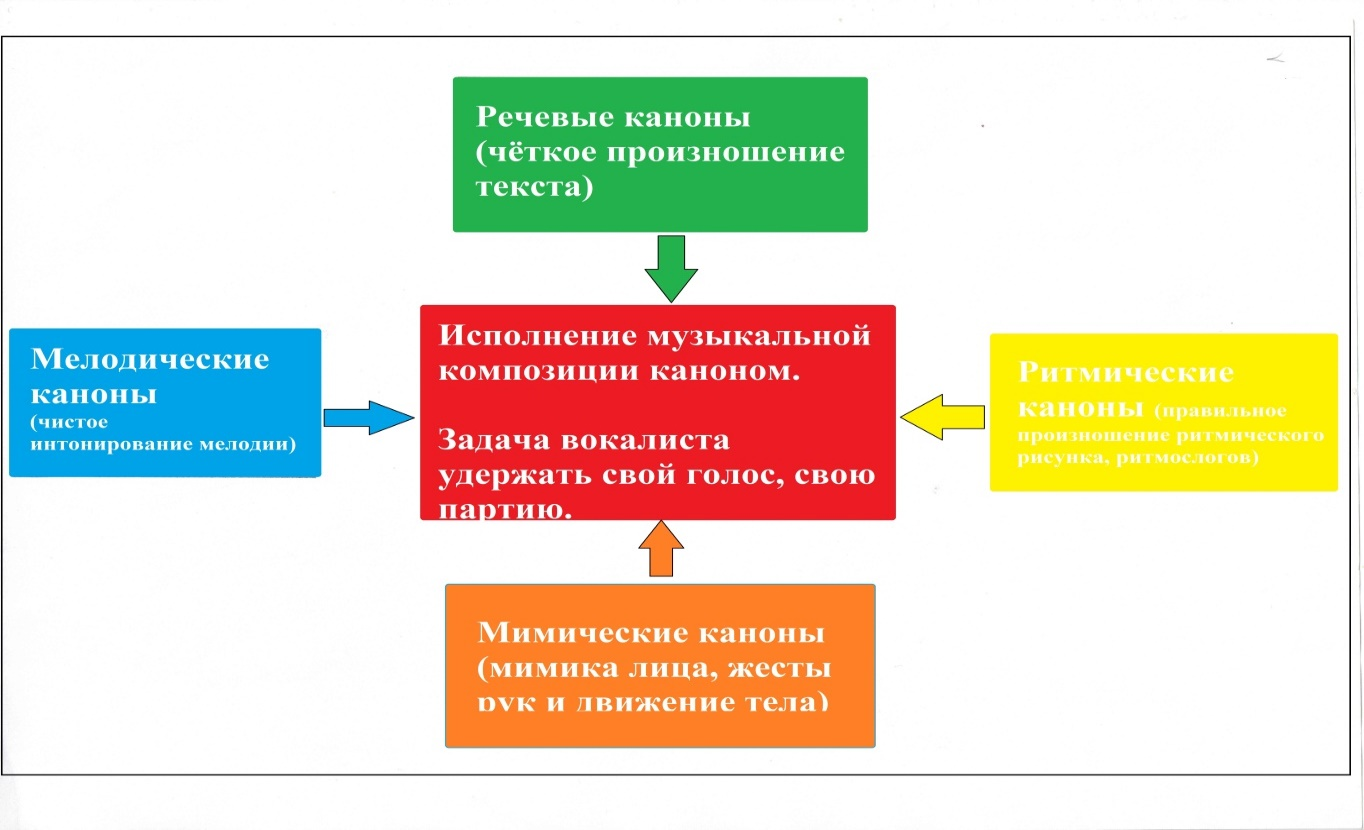 Речевые каноны
(чёткое произношение
текста)
Мелодические
каноны
(чистое
интонирование мелодии)
Исполнение музыкальной
композиции каноном.
Задача вокалиста
удержать свой голос, свою
партию.
Ритмические
каноны (правильное
произношение ритмического
рисунка, ритмослогов)
Мимические каноны
(мимика лица, жесты
рук и движение тела)